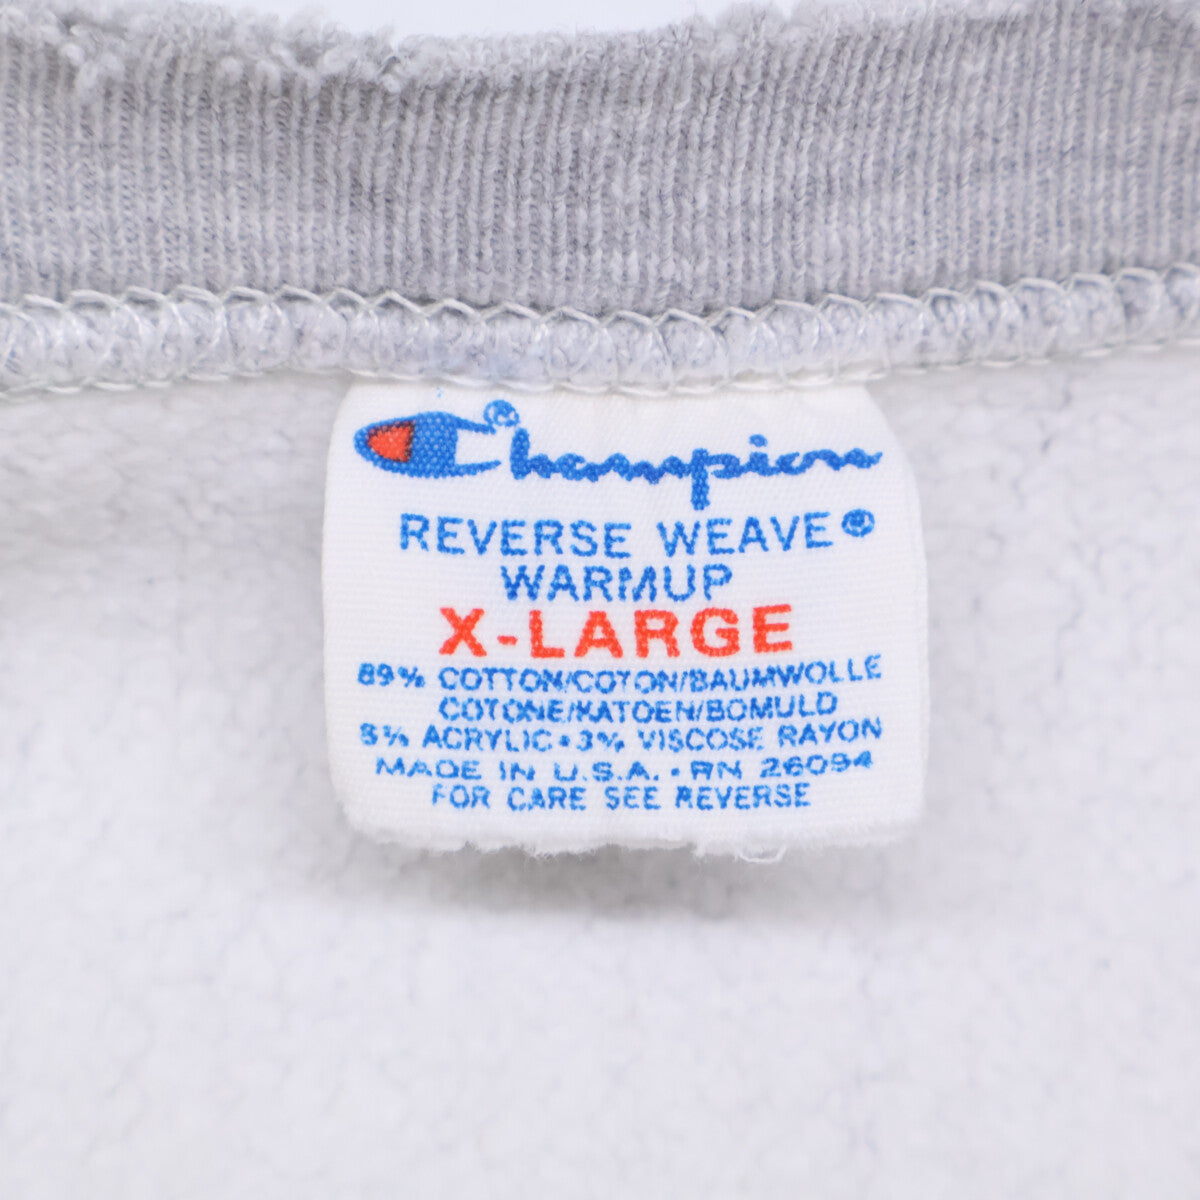 Champion®
REVERSE WEAVE®
WARMUP
X-LARGE
89% COTTON/COTON/BAUMWOLLE
COTONE/KATOEN/BOMULD
8% ACRYLIC•3% VISCOSE RAYON
MADE IN U.S.A. • RN 26094
FOR CARE SEE REVERSE